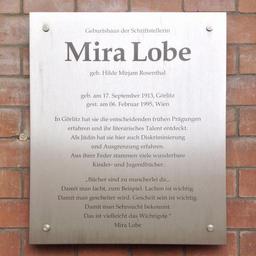 Geburtshaus der Schriftstellerin
Mira Lobe
geb. Hilde Mirjam Rosenthal
geb. am 17. September 1913, Görlitz
gest. am 06. Februar 1995, Wien
In Görlitz hat sie die entscheidenden frühen Prägungen
erfahren und ihr literarisches Talent entdeckt.
Als Jüdin hat sie hier auch Diskriminierung
und Ausgrenzung erfahren.
Aus ihrer Feder stammen viele wunderbare
Kinder- und Jugendbücher.
„Bücher sind zu mancherlei da...
Damit man lacht, zum Beispiel. Lachen ist wichtig.
Damit man gescheiter wird. Gescheit sein ist wichtig.
Damit man Sehnsucht bekommt.
Das ist vielleicht das Wichtigste.“
Mira Lobe